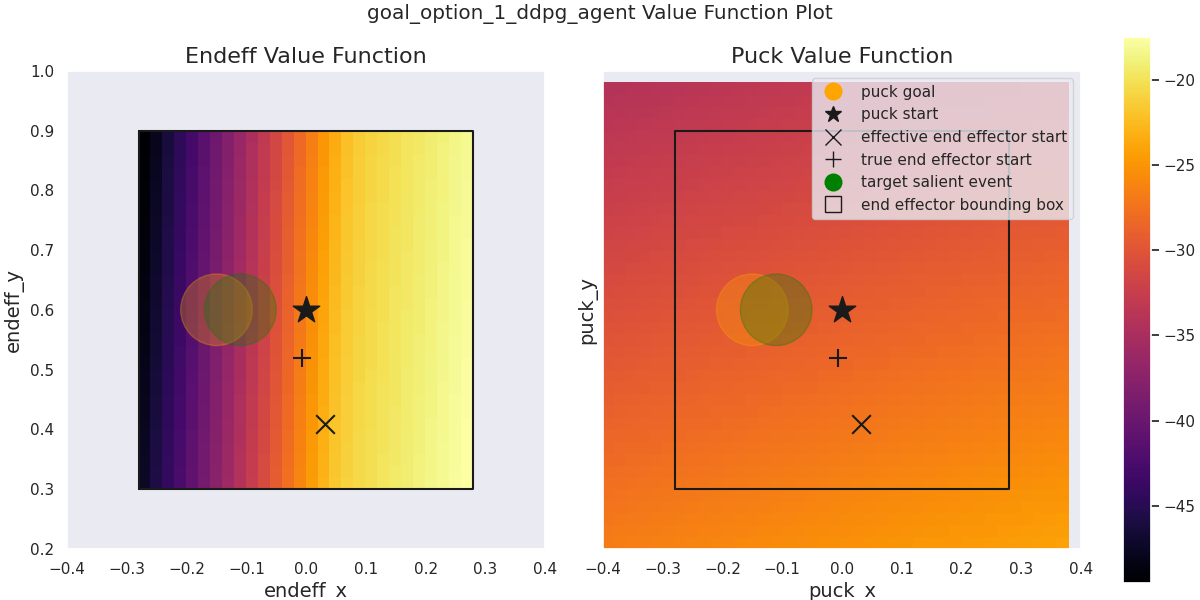 goal_option_1_ddpg_agent Value Function Plot
Endeff Value Function
Puck Value Function
endeff_y
1.0
0.9
0.8
0.7
0.6
0.5
0.4
0.3
0.2
−0.4 −0.3 −0.2 −0.1 0.0 0.1 0.2 0.3 0.4
endeff_x
puck_y
puck goal
puck start
effective end effector start
true end effector start
target salient event
end effector bounding box
−0.4 −0.3 −0.2 −0.1 0.0 0.1 0.2 0.3 0.4
puck_x
−20
−25
−30
−35
−40
−45